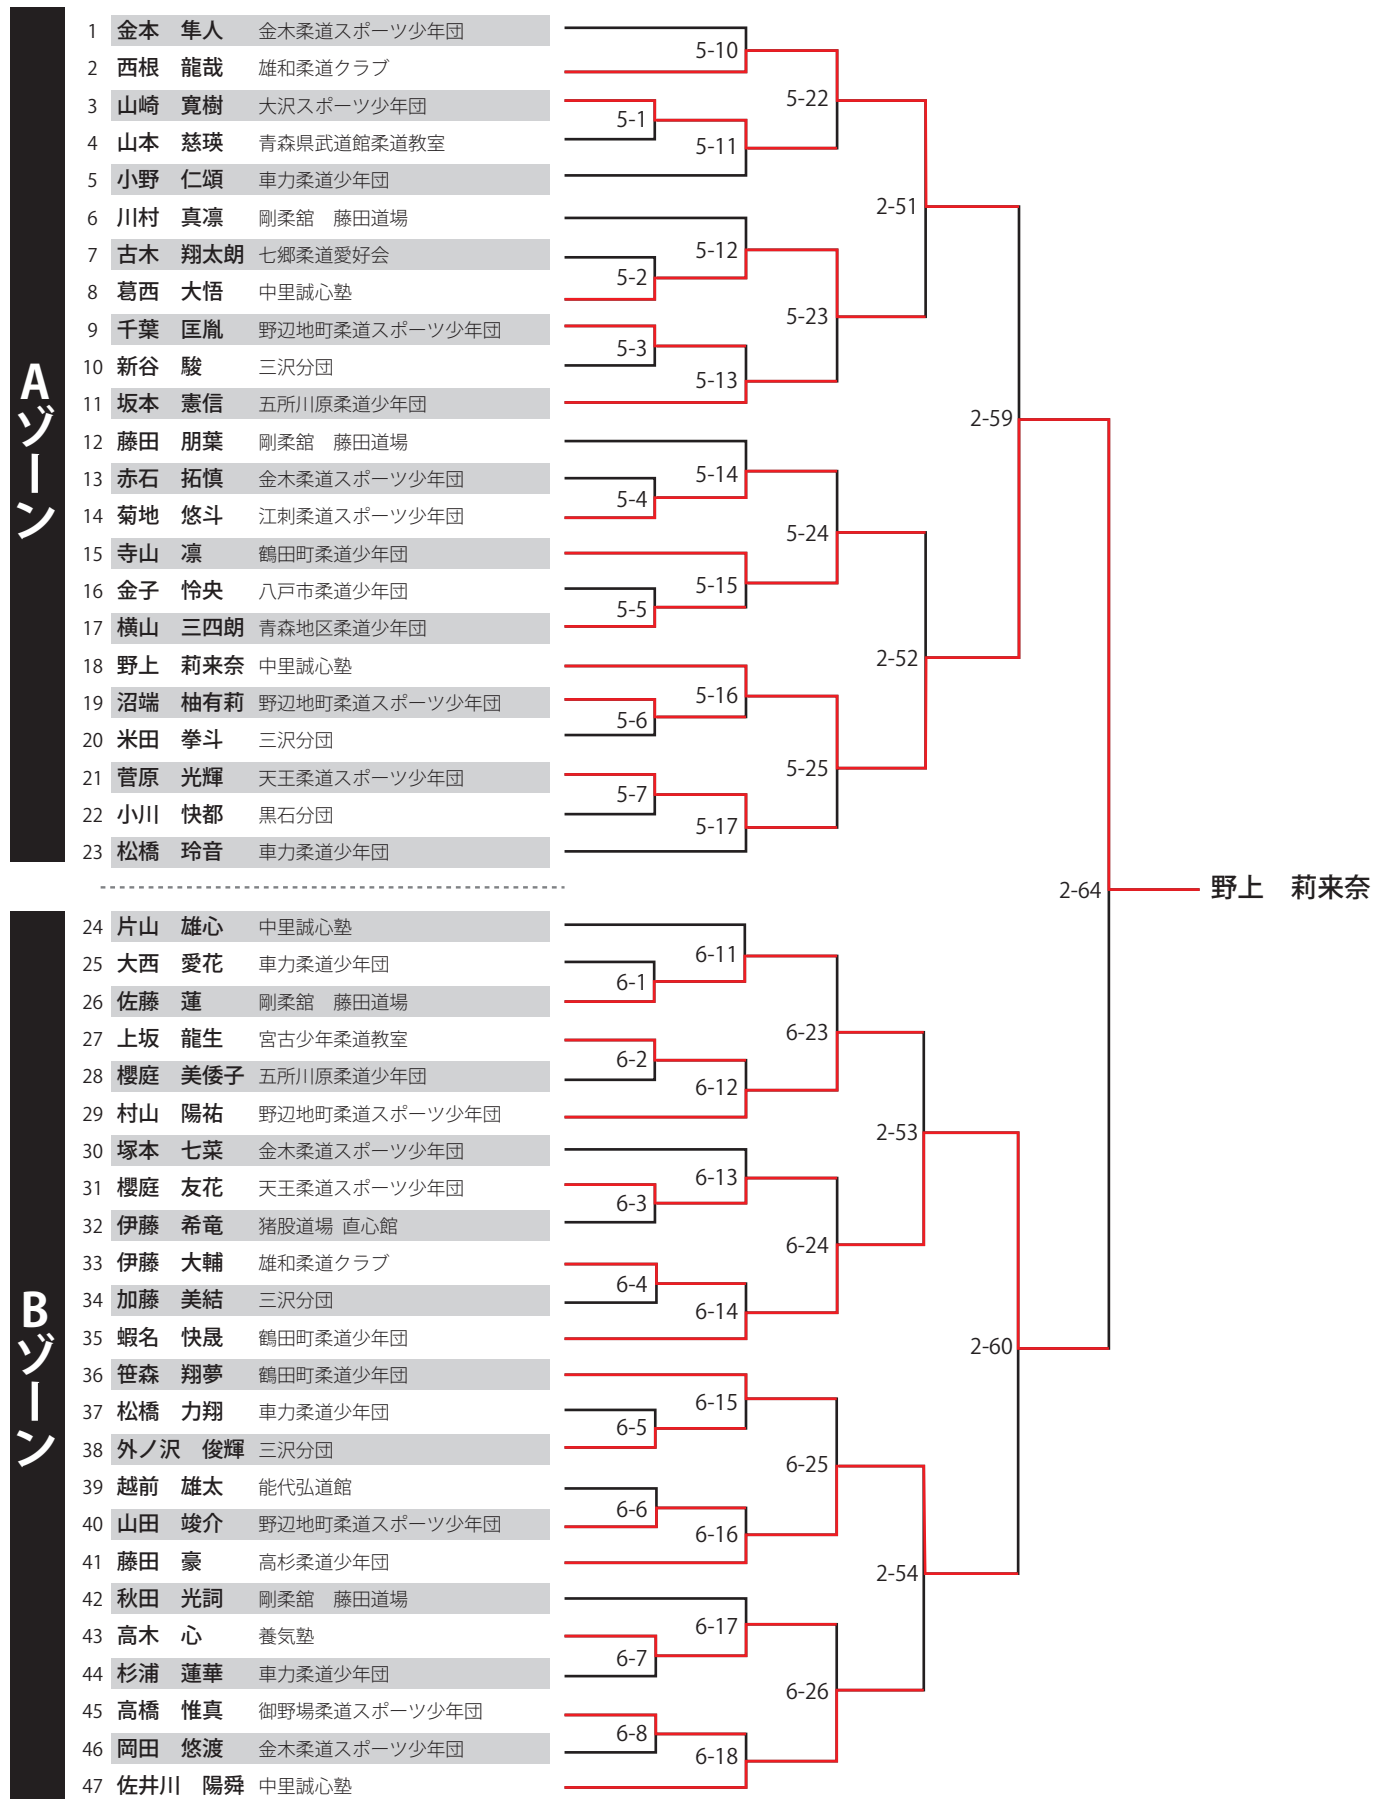 Aゾーン
1 金本 隼人 金木柔道スポーツ少年団
2 西根 龍哉 雄和柔道クラブ
3 山崎 寛樹 大沢スポーツ少年団
4 山本 慈瑛 青森県武道館柔道教室
5 小野 仁頌 車力柔道少年団
6 川村 真凛 剛柔舘 藤田道場
7 古木 翔太朗 七郷柔道愛好会
8 葛西 大悟 中里誠心塾
9 千葉 匡胤 野辺地町柔道スポーツ少年団
10 新谷 駿 三沢分団
11 坂本 憲信 五所川原柔道少年団
12 藤田 朋葉 剛柔舘 藤田道場
13 赤石 拓慎 金木柔道スポーツ少年団
14 菊地 悠斗 江刺柔道スポーツ少年団
15 寺山 凛 鶴田町柔道少年団
16 金子 怜央 八戸市柔道少年団
17 横山 三四朗 青森地区柔道少年団
18 野上 莉来奈 中里誠心塾
19 沼端 柚有莉 野辺地町柔道スポーツ少年団
20 米田 拳斗 三沢分団
21 菅原 光輝 天王柔道スポーツ少年団
22 小川 快都 黒石分団
23 松橋 玲音 車力柔道少年団
Bゾーン
24 片山 雄心 中里誠心塾
25 大西 愛花 車力柔道少年団
26 佐藤 蓮 剛柔舘 藤田道場
27 上坂 龍生 宮古少年柔道教室
28 櫻庭 美倭子 五所川原柔道少年団
29 村山 陽祐 野辺地町柔道スポーツ少年団
30 塚本 七菜 金木柔道スポーツ少年団
31 櫻庭 友花 天王柔道スポーツ少年団
32 伊藤 希竜 猪股道場 直心館
33 伊藤 大輔 雄和柔道クラブ
34 加藤 美結 三沢分団
35 蝦名 快晟 鶴田町柔道少年団
36 笹森 翔夢 鶴田町柔道少年団
37 松橋 力翔 車力柔道少年団
38 外ノ沢 俊輝 三沢分団
39 越前 雄太 能代弘道館
40 山田 竣介 野辺地町柔道スポーツ少年団
41 藤田 豪 高杉柔道少年団
42 秋田 光詞 剛柔舘 藤田道場
43 高木 心 養気塾
44 杉浦 蓮華 車力柔道少年団
45 高橋 惟真 御野場柔道スポーツ少年団
46 岡田 悠渡 金木柔道スポーツ少年団
47 佐井川 陽舜 中里誠心塾
5-1
5-2
5-3
5-4
5-5
5-6
5-7
6-1
6-2
6-3
6-4
6-5
6-6
6-7
6-8
5-10
5-11
5-12
5-13
5-14
5-15
5-16
5-17
6-11
6-12
6-13
6-14
6-15
6-16
6-17
6-18
5-22
5-23
5-24
5-25
6-23
6-24
6-25
6-26
2-51
2-52
2-53
2-54
2-59
2-60
2-64
野上 莉来奈